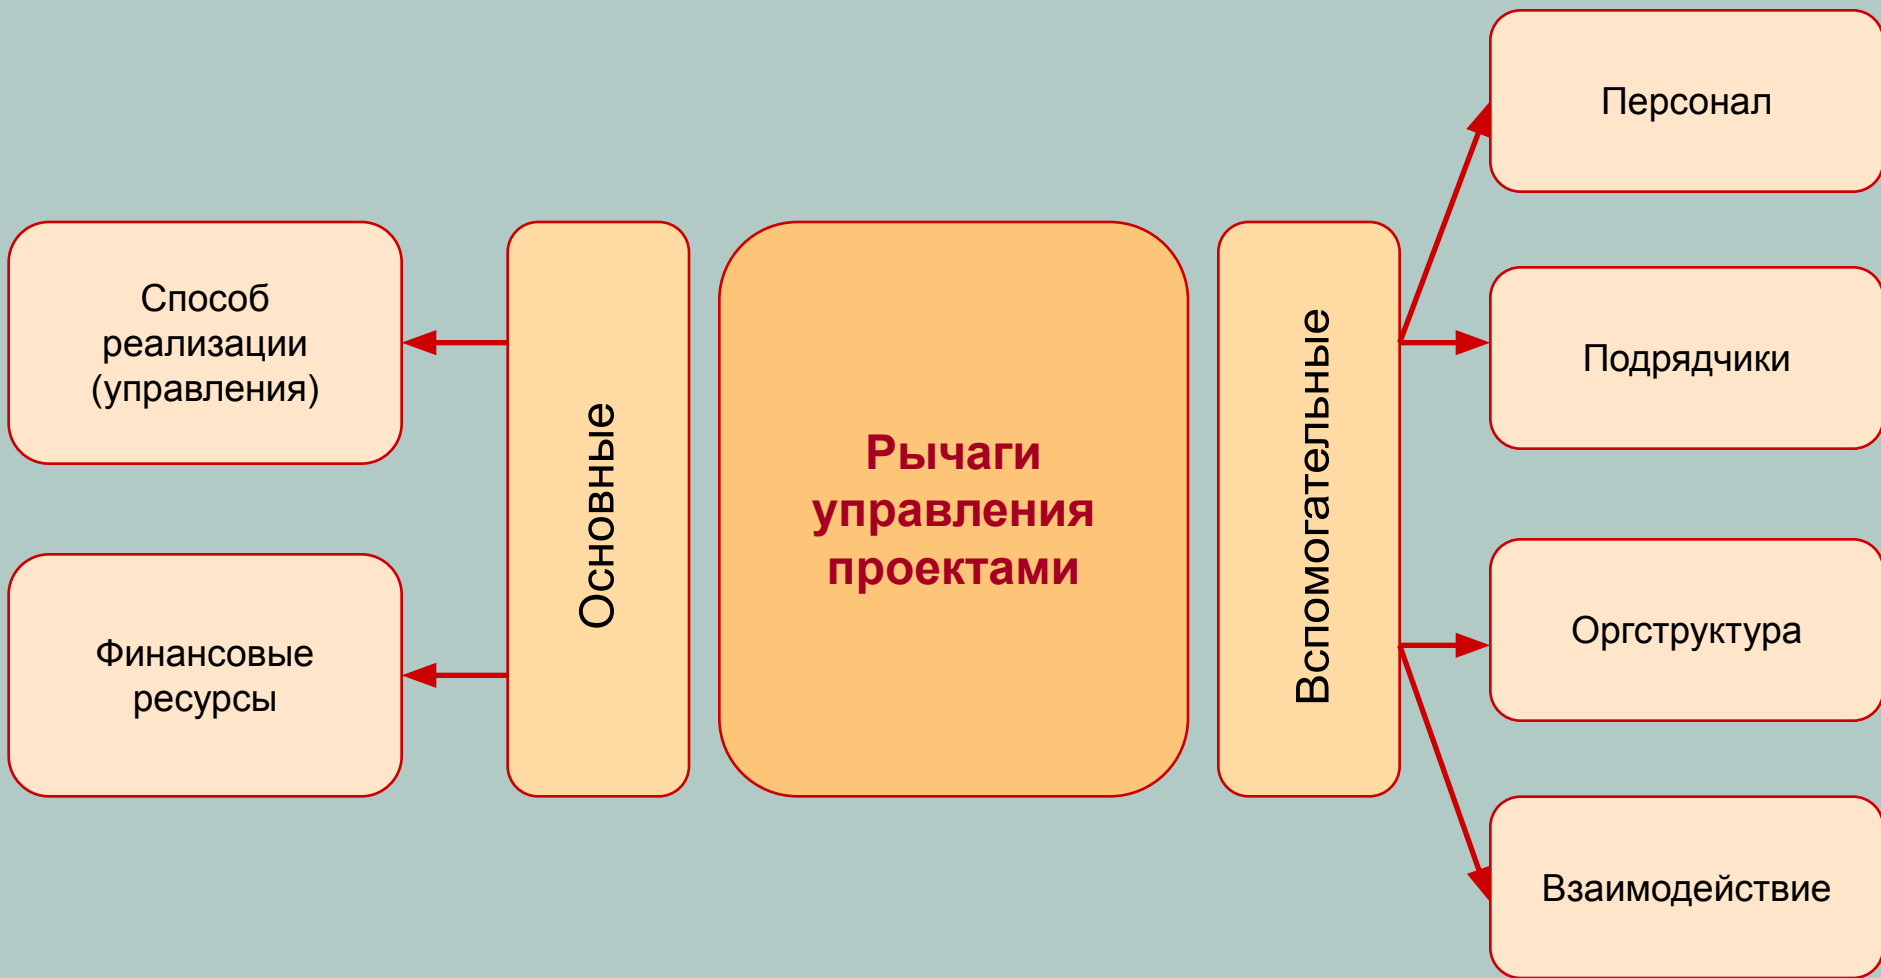 Способ
реализации
(управления)
Финансовые
ресурсы
Основные
Рычаги
управления
проектами
Вспомогательные
Персонал
Подрядчики
Оргструктура
Взаимодействие